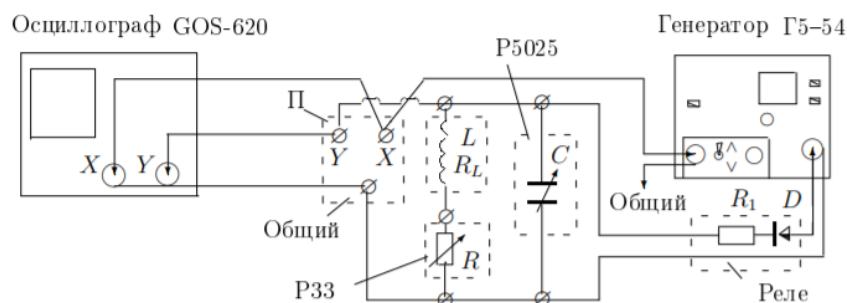 Осциллограф GOS-620
Генератор Г5–54
Р5025
П
Y
X
L
R_L
C
X
Y
Общий
Общий
R_1
D
Р33
R
Реле